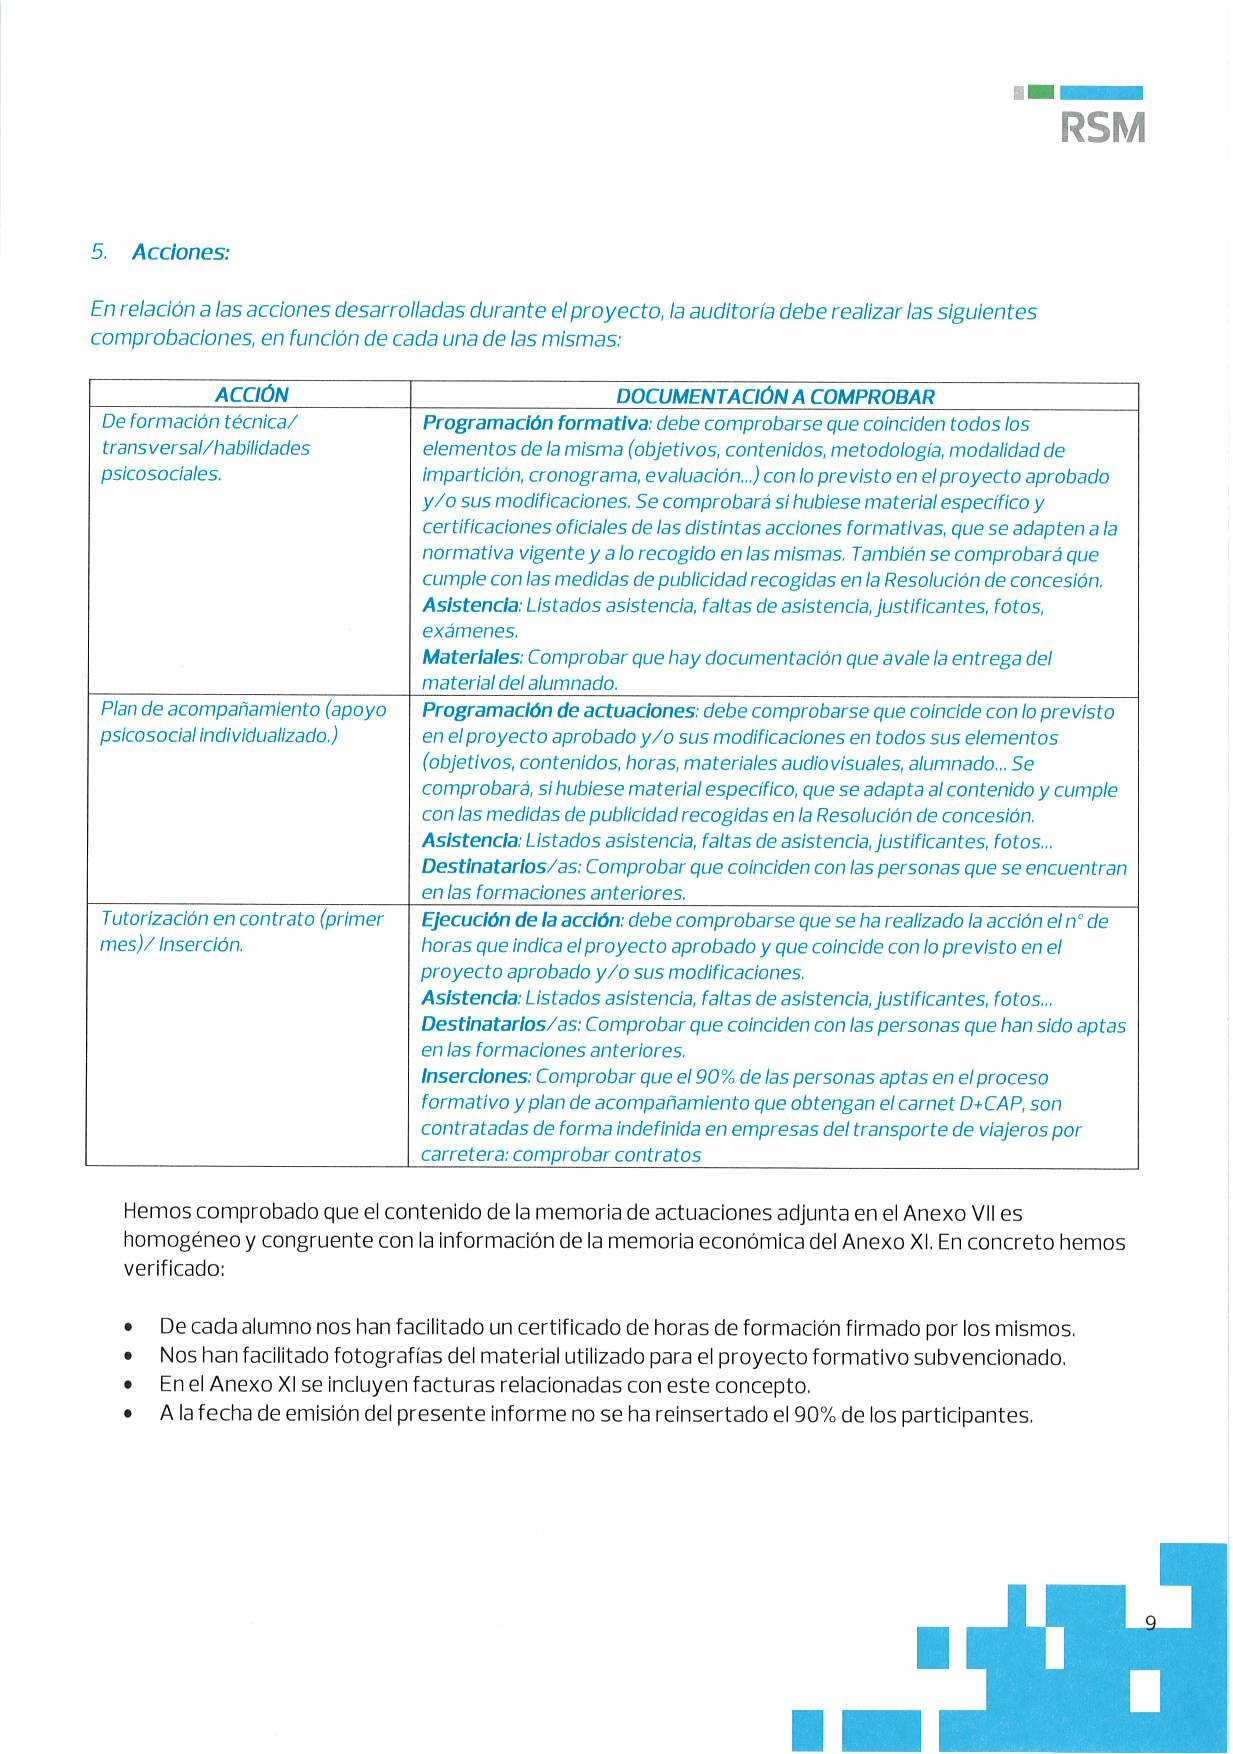 RSM
5. Acciones:
En relación a las acciones desarrolladas durante el proyecto, la auditoría debe realizar las siguientes
comprobaciones, en función de cada una de las mismas:
ACCIÓN
DOCUMENTACIÓN A COMPROBAR
De formación técnica/
transversal/habilidades
psicosociales.
Programación formativa: debe comprobarse que coinciden todos los
elementos de la misma (objetivos, contenidos, metodología, modalidad de
impartición, cronograma, evaluación...) con lo previsto en el proyecto aprobado
y/o sus modificaciones. Se comprobará si hubiese material específico y
certificaciones oficiales de las distintas acciones formativas, que se adapten a la
normativa vigente y a lo recogido en las mismas. También se comprobará que
cumple con las medidas de publicidad recogidas en la Resolución de concesión.
Asistencia: Listados asistencia, faltas de asistencia, justificantes, fotos,
exámenes.
Materiales: Comprobar que hay documentación que avale la entrega del
material del alumnado.
Plan de acompañamiento (apoyo
psicosocial individualizado.)
Programación de actuaciones: debe comprobarse que coincide con lo previsto
en el proyecto aprobado y/o sus modificaciones en todos sus elementos
(objetivos, contenidos, horas, materiales audiovisuales, alumnado... Se
comprobará, si hubiese material específico, que se adapta al contenido y cumple
con las medidas de publicidad recogidas en la Resolución de concesión.
Asistencia: Listados asistencia, faltas de asistencia, justificantes, fotos...
Destinatarios/as: Comprobar que coinciden con las personas que se encuentran
en las formaciones anteriores.
Tutorización en contrato (primer
mes)/ Inserción.
Ejecución de la acción: debe comprobarse que se ha realizado la acción el n° de
horas que indica el proyecto aprobado y que coincide con lo previsto en el
proyecto aprobado y/o sus modificaciones.
Asistencia: Listados asistencia, faltas de asistencia, justificantes, fotos...
Destinatarios/as: Comprobar que coinciden con las personas que han sido aptas
en las formaciones anteriores.
Inserciones: Comprobar que el 90% de las personas aptas en el proceso
formativo y plan de acompañamiento que obtengan el carnet D+CAP, son
contratadas de forma indefinida en empresas del transporte de viajeros por
carretera: comprobar contratos
Hemos comprobado que el contenido de la memoria de actuaciones adjunta en el Anexo VII es
homogéneo y congruente con la información de la memoria económica del Anexo XI. En concreto hemos
verificado:
• De cada alumno nos han facilitado un certificado de horas de formación firmado por los mismos.
• Nos han facilitado fotografías del material utilizado para el proyecto formativo subvencionado.
• En el Anexo XI se incluyen facturas relacionadas con este concepto.
• A la fecha de emisión del presente informe no se ha reinsertado el 90% de los participantes.
9